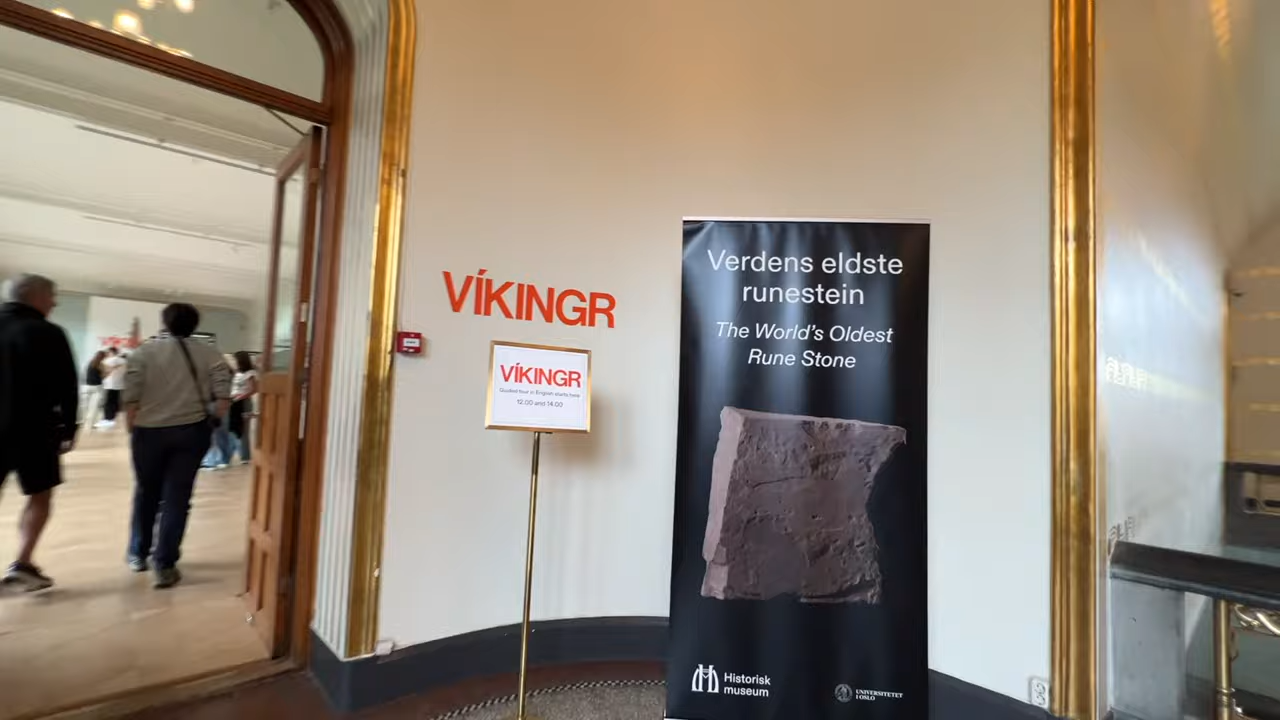 VÍKINGR
VÍKINGR
Guided tour in English starts here
12.00 and 14.00
Verdens eldste
runestein
The World's Oldest
Rune Stone
Historisk
museum
UNIVERSITETET
I OSLO